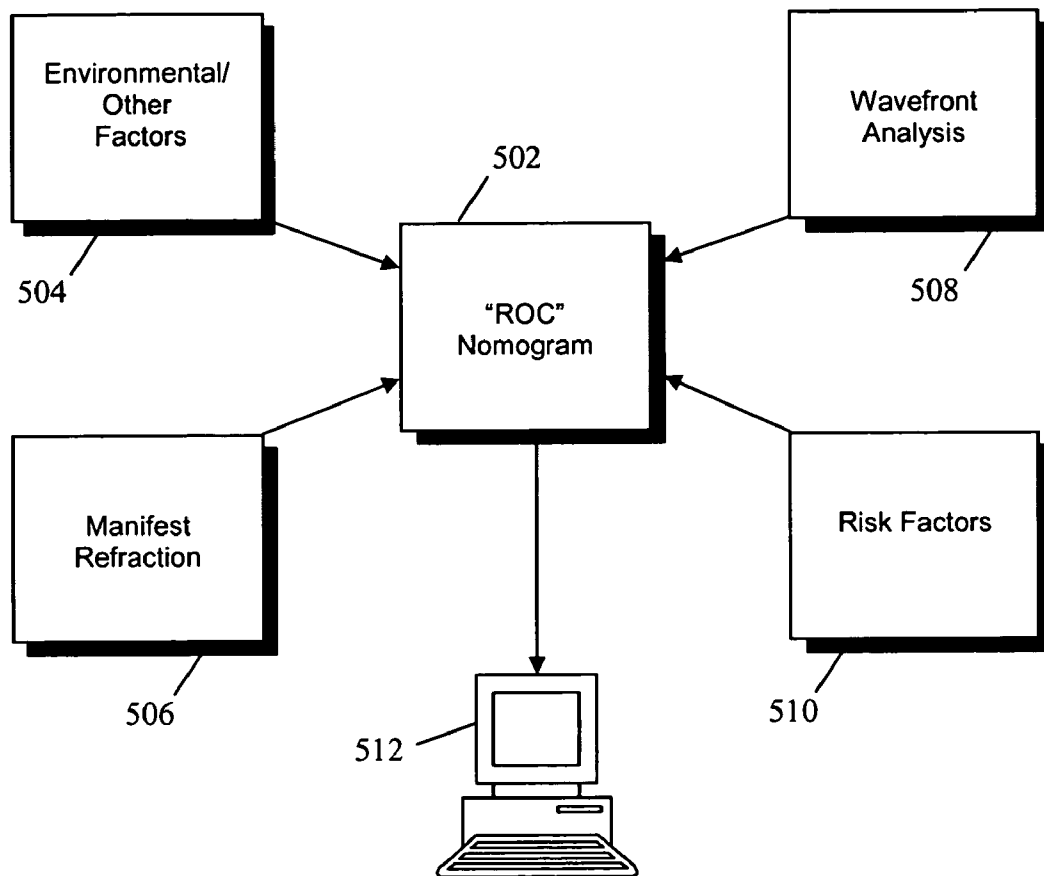 Environmental/
Other
Factors
504
Wavefront
Analysis
508
502
“ROC”
Nomogram
Manifest
Refraction
506
Risk Factors
510
512